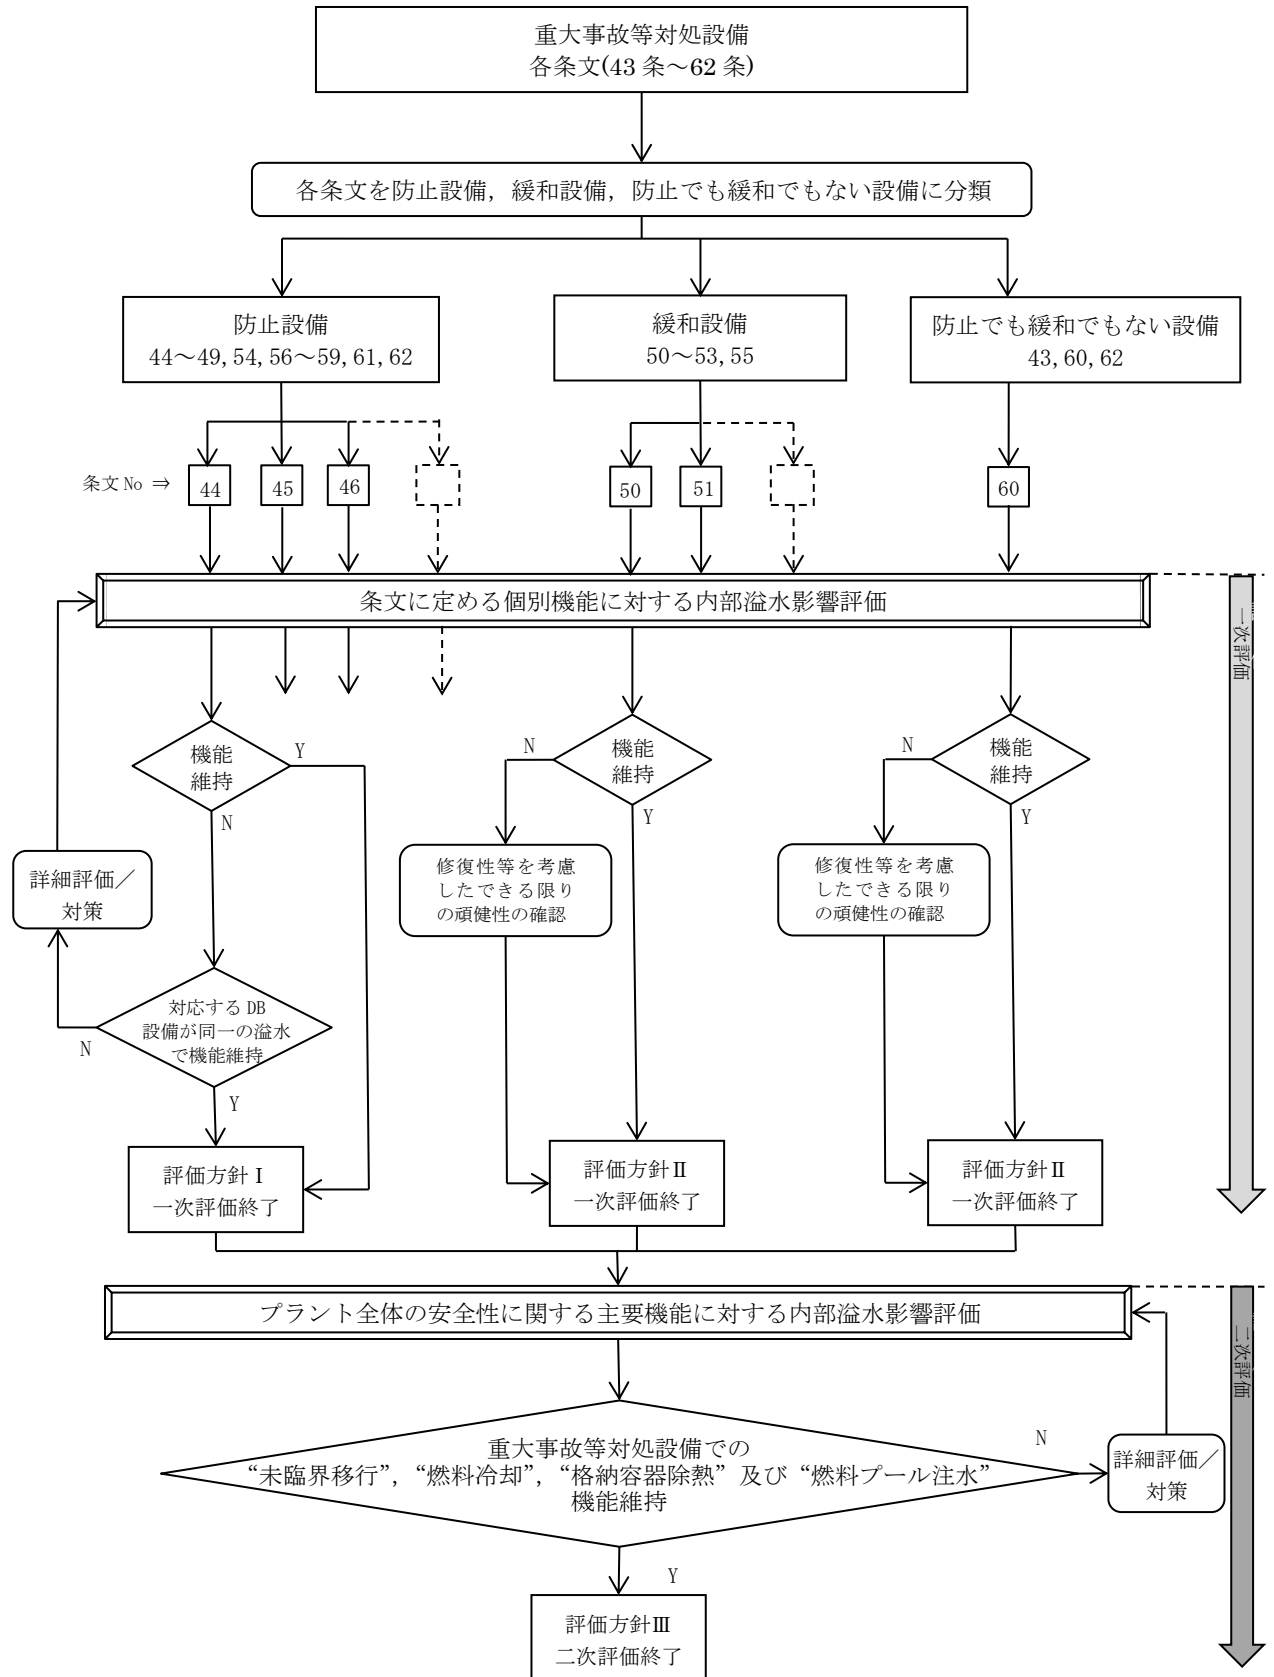 重大事故等対処設備
各条文(43 条～62 条)
各条文を防止設備，緩和設備，防止でも緩和でもない設備に分類
防止設備
44～49, 54, 56～59, 61, 62
緩和設備
50～53, 55
防止でも緩和でもない設備
43, 60, 62
条文 No ⇒
44
45
46
50
51
60
条文に定める個別機能に対する内部溢水影響評価
一次評価
機能
維持
Y
N
機能
維持
N
Y
機能
維持
N
Y
詳細評価／
対策
修復性等を考慮
したできる限り
の頑健性の確認
修復性等を考慮
したできる限り
の頑健性の確認
対応する DB
設備が同一の溢水
で機能維持
N
Y
評価方針Ⅰ
一次評価終了
評価方針Ⅱ
一次評価終了
評価方針Ⅱ
一次評価終了
プラント全体の安全性に関する主要機能に対する内部溢水影響評価
二次評価
重大事故等対処設備での
“未臨界移行”，“燃料冷却”，“格納容器除熱” 及び “燃料プール注水”
機能維持
N
詳細評価／
対策
Y
評価方針Ⅲ
二次評価終了